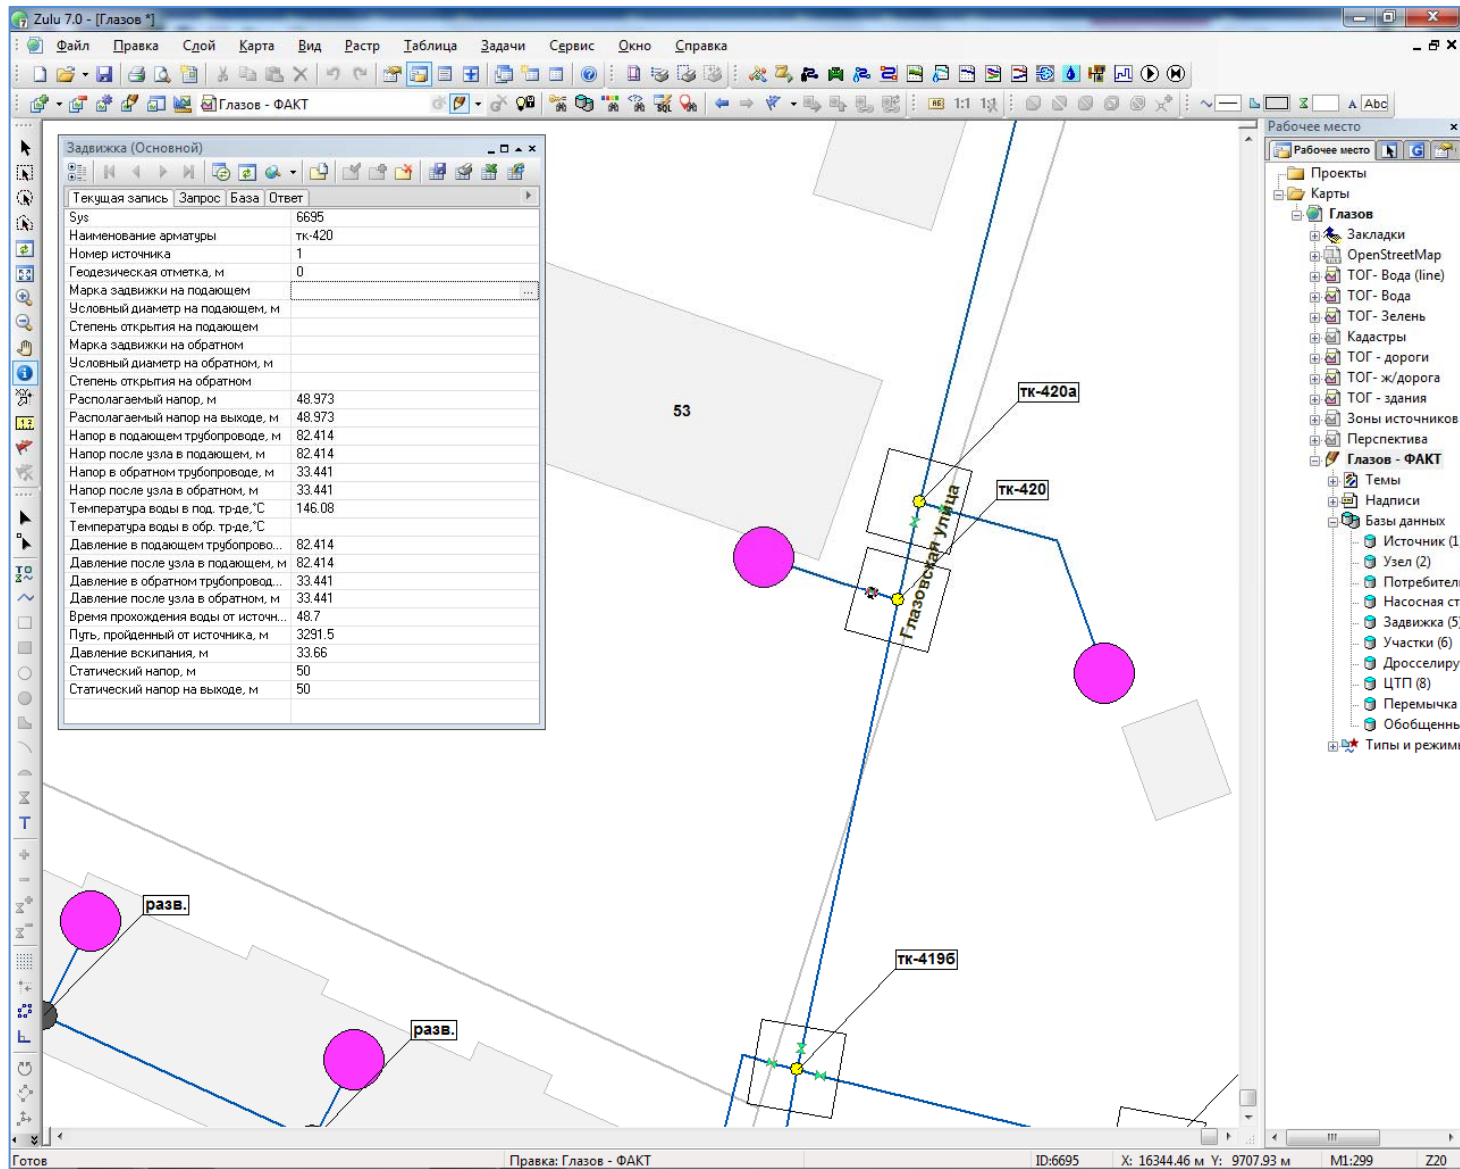 Zulu 7.0 - [Глазов *]
Файл Правка Слой Карта Вид Растр Таблица Задачи Сервис Окно Справка
Глазов - ФАКТ
1:1
A Abc
Задвижка (Основной)
Текущая запись Запрос База Ответ
Sys 6695
Наименование арматуры тк-420
Номер источника 1
Геодезическая отметка, м 0
Марка задвижки на подающем ...
Условный диаметр на подающем, м
Степень открытия на подающем
Марка задвижки на обратном
Условный диаметр на обратном, м
Степень открытия на обратном
Располагаемый напор, м 48.973
Располагаемый напор на выходе, м 48.973
Напор в подающем трубопроводе, м 82.414
Напор после узла в подающем, м 82.414
Напор в обратном трубопроводе, м 33.441
Напор после узла в обратном, м 33.441
Температура воды в под. тр-де,°C 146.08
Температура воды в обр. тр-де,°C
Давление в подающем трубопрово... 82.414
Давление после узла в подающем, м 82.414
Давление в обратном трубопровод... 33.441
Давление после узла в обратном, м 33.441
Время прохождения воды от источн... 48.7
Путь, пройденный от источника, м 3291.5
Давление вскипания, м 33.66
Статический напор, м 50
Статический напор на выходе, м 50
53
тк-420а
тк-420
Глазовская улица
тк-419б
разв.
разв.
Рабочее место
Рабочее место
Проекты
Карты
Глазов
Закладки
OpenStreetMap
ТОГ- Вода (line)
ТОГ- Вода
ТОГ- Зелень
Кадастры
ТОГ - дороги
ТОГ- ж/дорога
ТОГ - здания
Зоны источников
Перспектива
Глазов - ФАКТ
Темы
Надписи
Базы данных
Источник (1
Узел (2)
Потребител
Насосная ст
Задвижка (5)
Участки (6)
Дросселиру
ЦТП (8)
Перемычка
Обобщенны
Типы и режимы
Готов Правка: Глазов - ФАКТ ID:6695 X: 16344.46 м Y: 9707.93 м М1:299 Z20